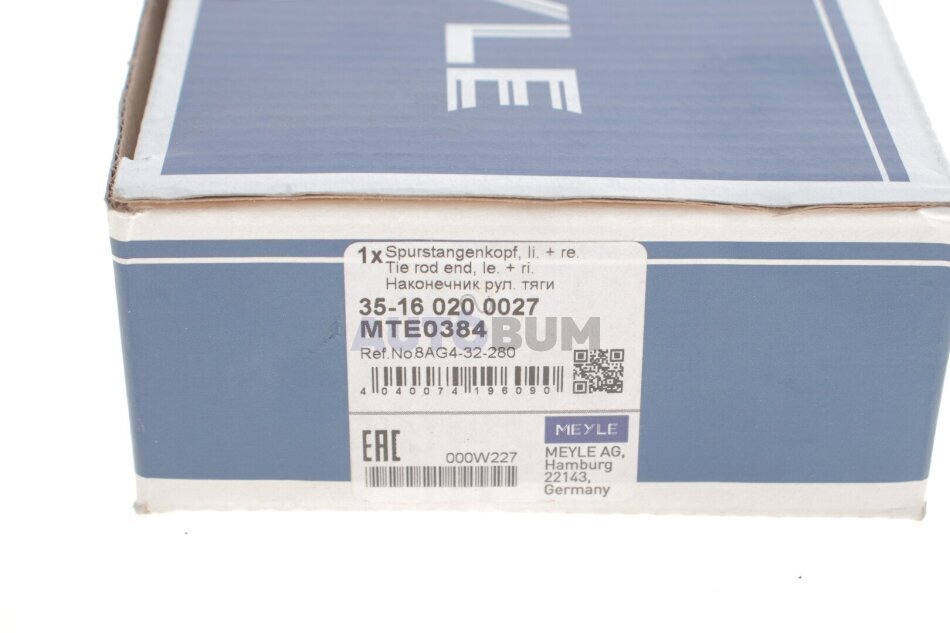 YLE
1x Spurstangenkopf, li. + re.
Tie rod end, le. + ri.
Наконечник рул. тяги
35-16 020 0027
MTE0384
AUTOBUM
Ref.No.8AG4-32-280
4 040074 196090
EAC
000W227
MEYLE
MEYLE AG,
Hamburg
22143,
Germany